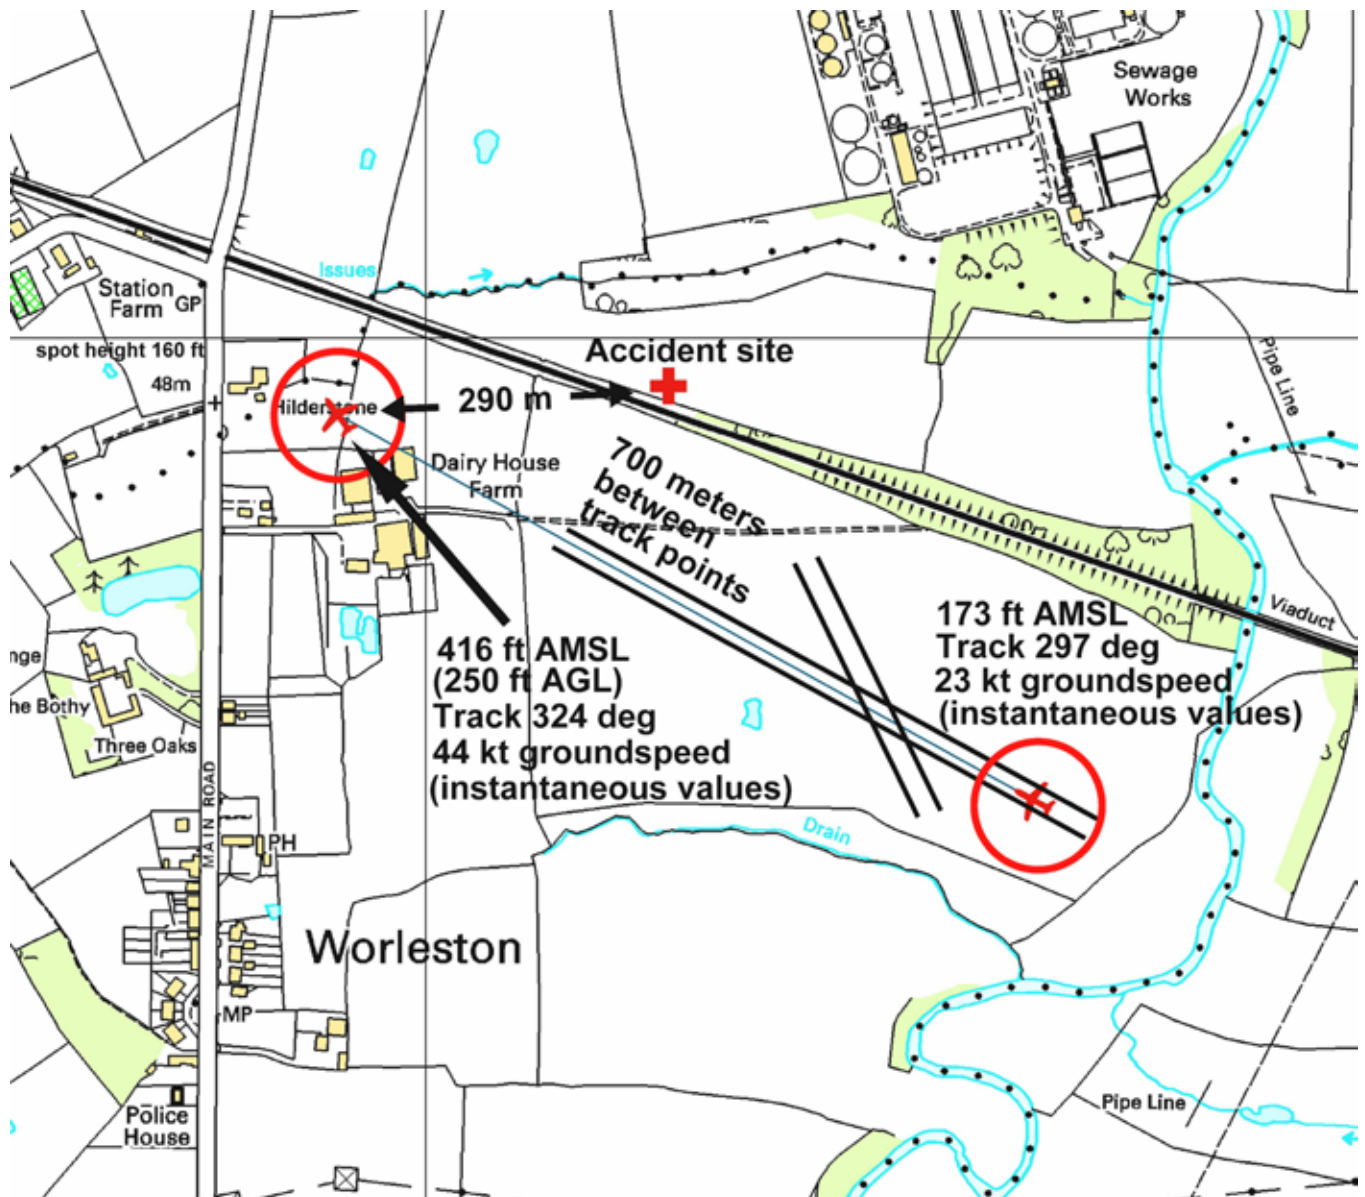 Sewage
Works
Issues
Station
Farm
GP
spot height 160 ft
48m
Pipe Line
Accident site
Hilderstone
290 m
Dairy House
Farm
700 meters
between
track points
173 ft AMSL
Track 297 deg
23 kt groundspeed
(instantaneous values)
Viaduct
416 ft AMSL
(250 ft AGL)
Track 324 deg
44 kt groundspeed
(instantaneous values)
nge
he Bothy
Three Oaks
MAIN ROAD
PH
Drain
Worleston
MP
Police
House
Pipe Line